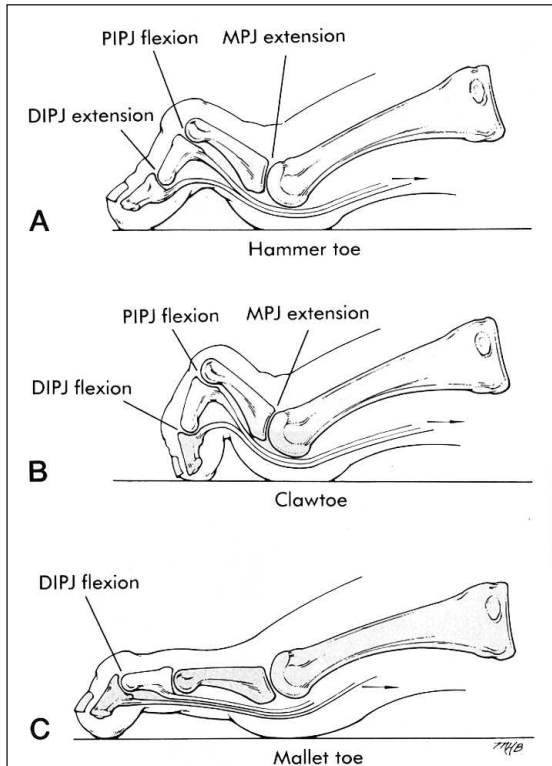 PIPJ flexion
MPJ extension
DIPJ extension
A
Hammer toe
PIPJ flexion
MPJ extension
DIPJ flexion
B
Clawtoe
DIPJ flexion
C
Mallet toe